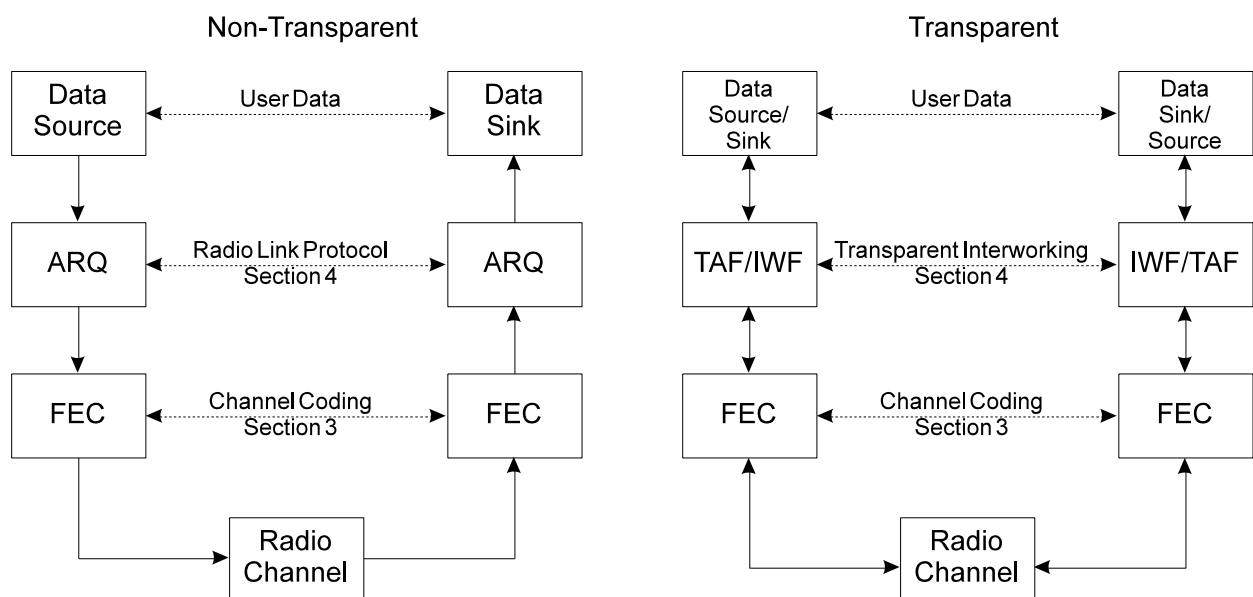 Non-Transparent
Data
Source
User Data
Data
Sink
ARQ
Radio Link Protocol
Section 4
ARQ
FEC
Channel Coding
Section 3
FEC
Radio
Channel
Transparent
Data
Source/
Sink
User Data
Data
Sink/
Source
TAF/IWF
Transparent Interworking
Section 4
IWF/TAF
FEC
Channel Coding
Section 3
FEC
Radio
Channel